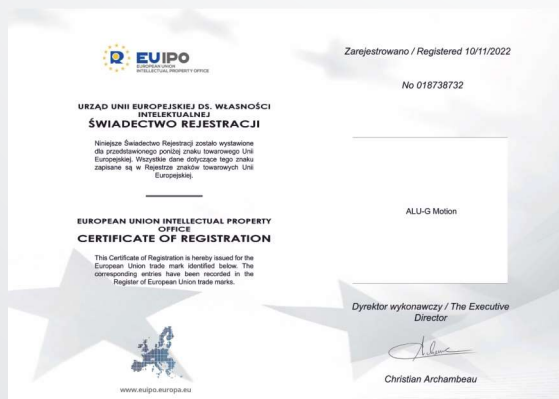 EUIPO
EUROPEAN UNION
INTELLECTUAL PROPERTY OFFICE
URZĄD UNII EUROPEJSKIEJ DS. WŁASNOŚCI
INTELEKTUALNEJ
ŚWIADECTWO REJESTRACJI
Niniejsze Świadectwo Rejestracji zostało wystawione
dla przedstawionego poniżej znaku towarowego Unii
Europejskiej. Wszystkie dane dotyczące tego znaku
zapisane są w Rejestrze znaków towarowych Unii
Europejskiej.
EUROPEAN UNION INTELLECTUAL PROPERTY
OFFICE
CERTIFICATE OF REGISTRATION
This Certificate of Registration is hereby issued for the
European Union trade mark identified below. The
corresponding entries have been recorded in the
Register of European Union trade marks.
www.euipo.europa.eu
Zarejestrowano / Registered 10/11/2022
No 018738732
ALU-G Motion
Dyrektor wykonawczy / The Executive
Director
Christian Archambeau